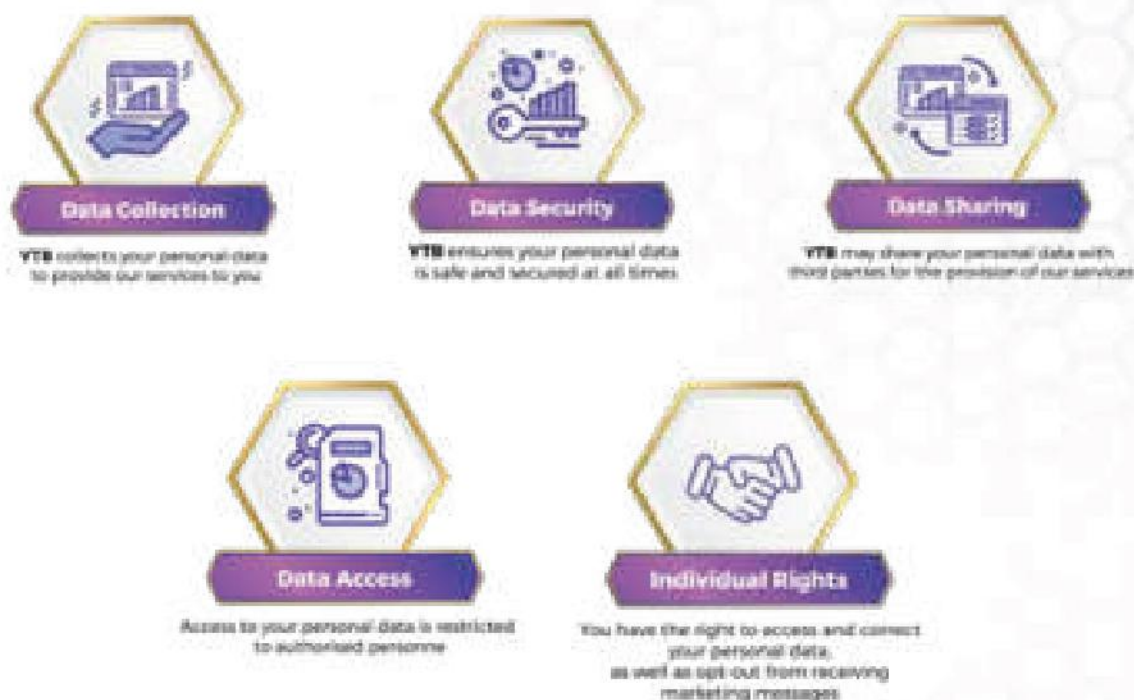 Data Collection
YTB collects your personal data
to provide our services to you
Data Security
YTB ensures your personal data
is safe and secured at all times
Data Sharing
YTB may share your personal data with
third parties for the provision of our services
Data Access
Access to your personal data is restricted
to authorised personne
Individual Rights
You have the right to access and correct
your personal data,
as well as opt-out from receiving
marketing messages